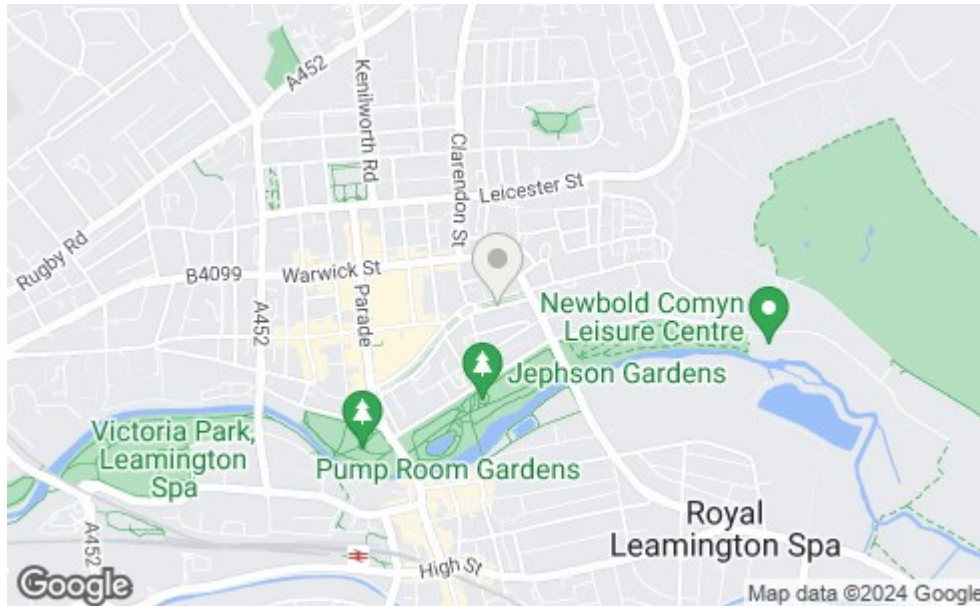 A452
Kenilworth Rd
Clarendon St
Leicester St
Rugby Rd
B4099
Warwick St
A452
Parade
Newbold Comyn
Leisure Centre
Jephson Gardens
Victoria Park,
Leamington
Spa
Pump Room Gardens
Royal
Leamington Spa
A452
High St
Google
Map data ©2024 Google